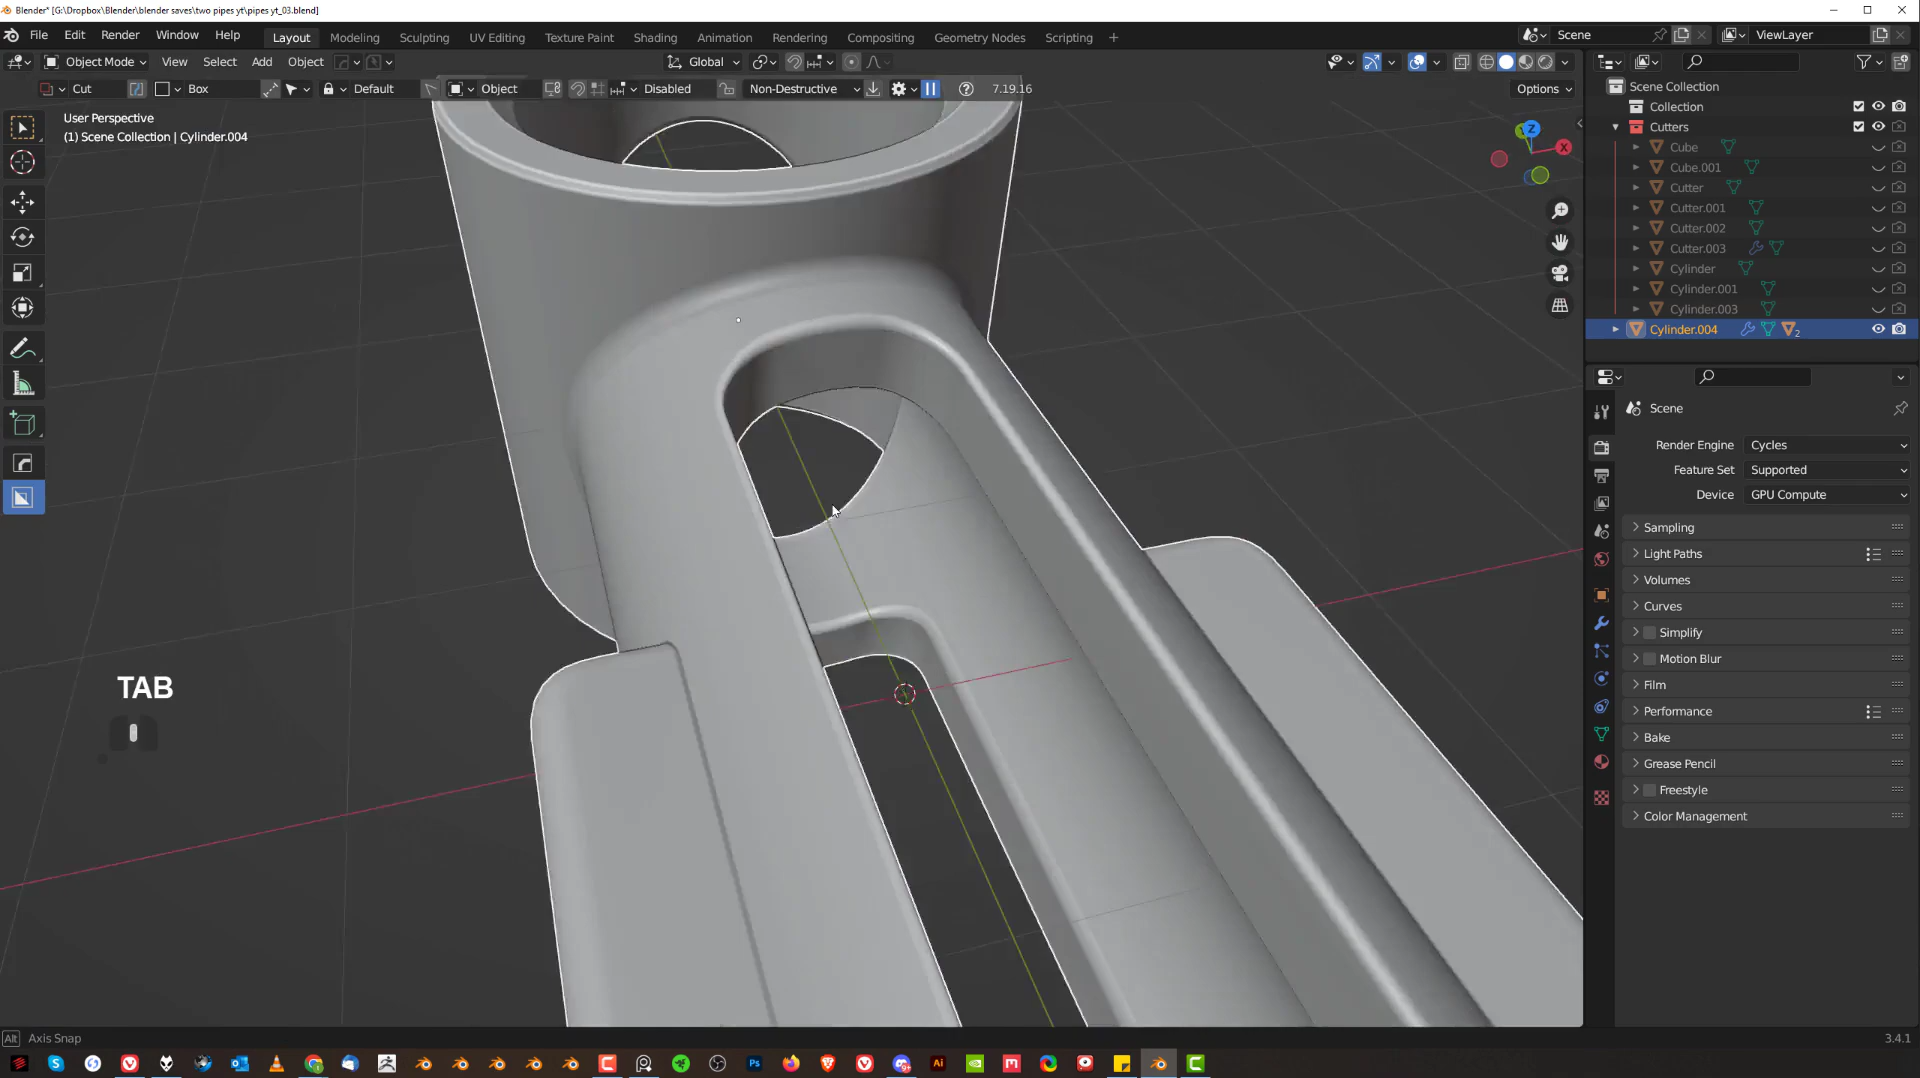 Blender* [G:\Dropbox\Blender\blender saves\two pipes yt\pipes yt_03.blend]
File Edit Render Window Help Layout Modeling Sculpting UV Editing Texture Paint Shading Animation Rendering Compositing Geometry Nodes Scripting + Scene ViewLayer
Object Mode View Select Add Object Global
Cut Box Default Object Disabled Non-Destructive 7.19.16 Options
User Perspective
(1) Scene Collection | Cylinder.004
Z
X
Y
Scene Collection
Collection
Cutters
Cube
Cube.001
Cutter
Cutter.001
Cutter.002
Cutter.003
Cylinder
Cylinder.001
Cylinder.003
Cylinder.004 2
Scene
Render Engine Cycles
Feature Set Supported
Device GPU Compute
Sampling
Light Paths
Volumes
Curves
Simplify
Motion Blur
Film
Performance
Bake
Grease Pencil
Freestyle
Color Management
TAB
Alt Axis Snap 3.4.1